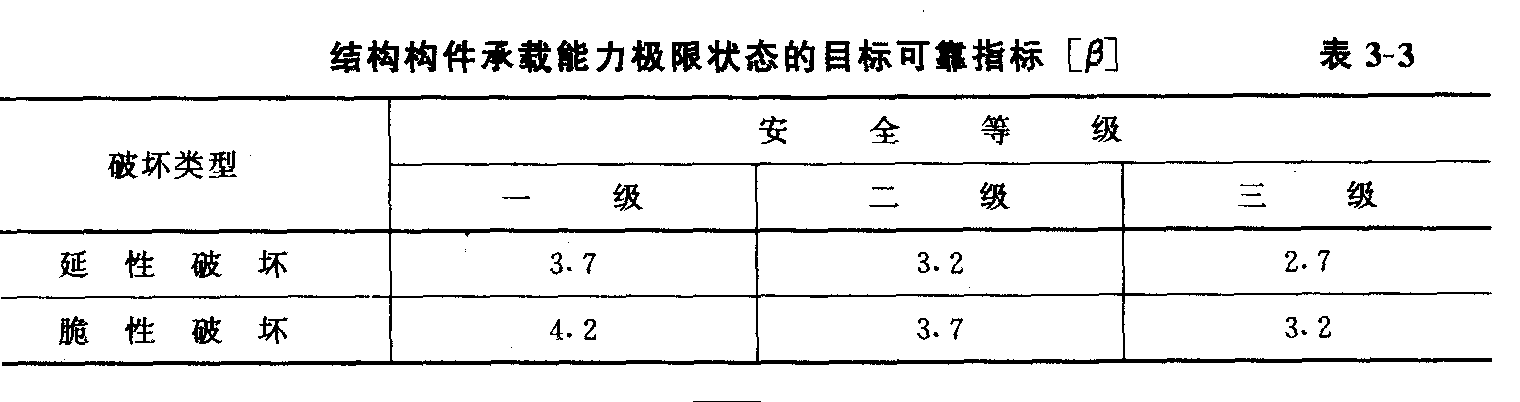 结构构件承载能力极限状态的目标可靠指标 [β] 表 3-3
安全等级
破坏类型
一级 二级 三级
延性破坏 3.7 3.2 2.7
脆性破坏 4.2 3.7 3.2